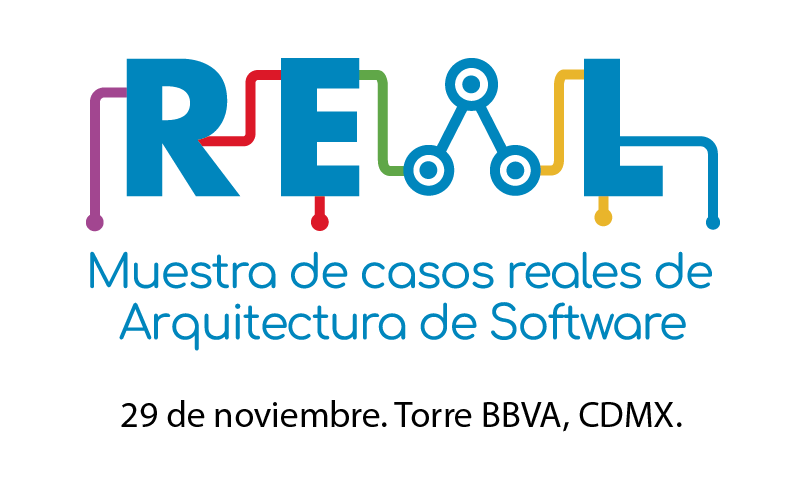 REAL
Muestra de casos reales de
Arquitectura de Software
29 de noviembre. Torre BBVA, CDMX.